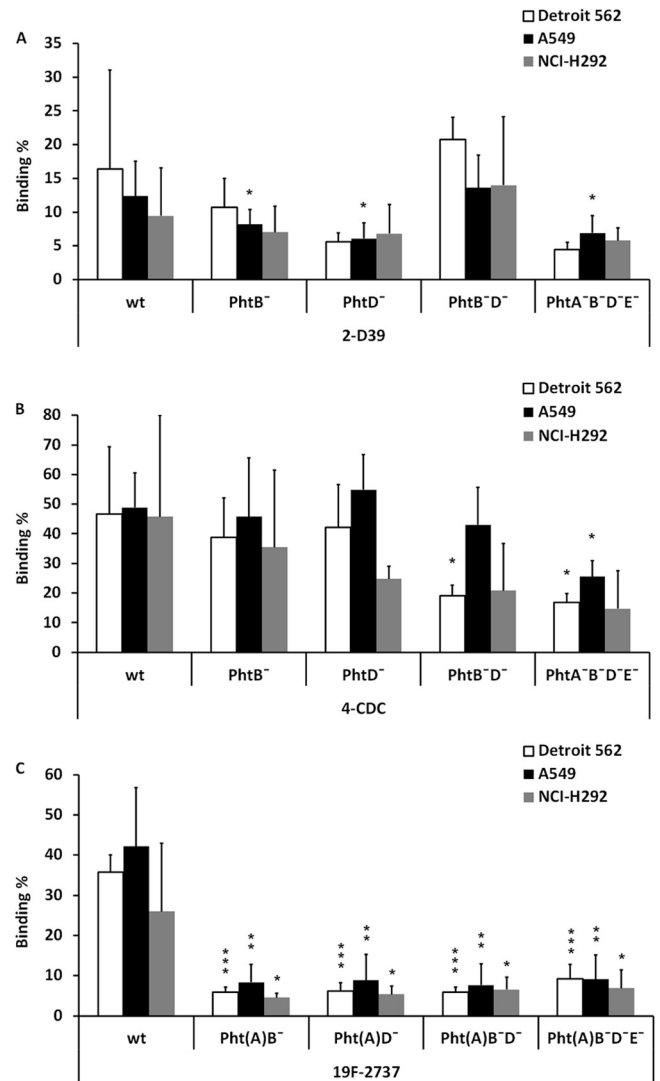 A
Detroit 562
A549
NCI-H292
Binding %
35
30
25
20
15
10
5
0
*
*
*
wt
PhtB⁻
PhtD⁻
PhtB⁻D⁻
PhtA⁻B⁻D⁻E⁻
2-D39
B
Detroit 562
A549
NCI-H292
Binding %
80
70
60
50
40
30
20
10
0
*
*
*
wt
PhtB⁻
PhtD⁻
PhtB⁻D⁻
PhtA⁻B⁻D⁻E⁻
4-CDC
C
Detroit 562
A549
NCI-H292
Binding %
60
50
40
30
20
10
0
*** ** *
*** ** *
*** ** *
*** ** *
wt
Pht(A)B⁻
Pht(A)D⁻
Pht(A)B⁻D⁻
Pht(A)B⁻D⁻E⁻
19F-2737